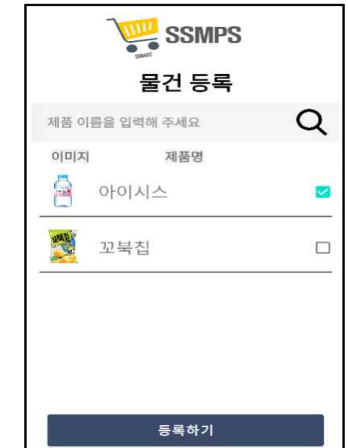 SSMPS
SMART
물건 등록
제품 이름을 입력해 주세요
이미지 제품명
아이시스
꼬북칩
등록하기